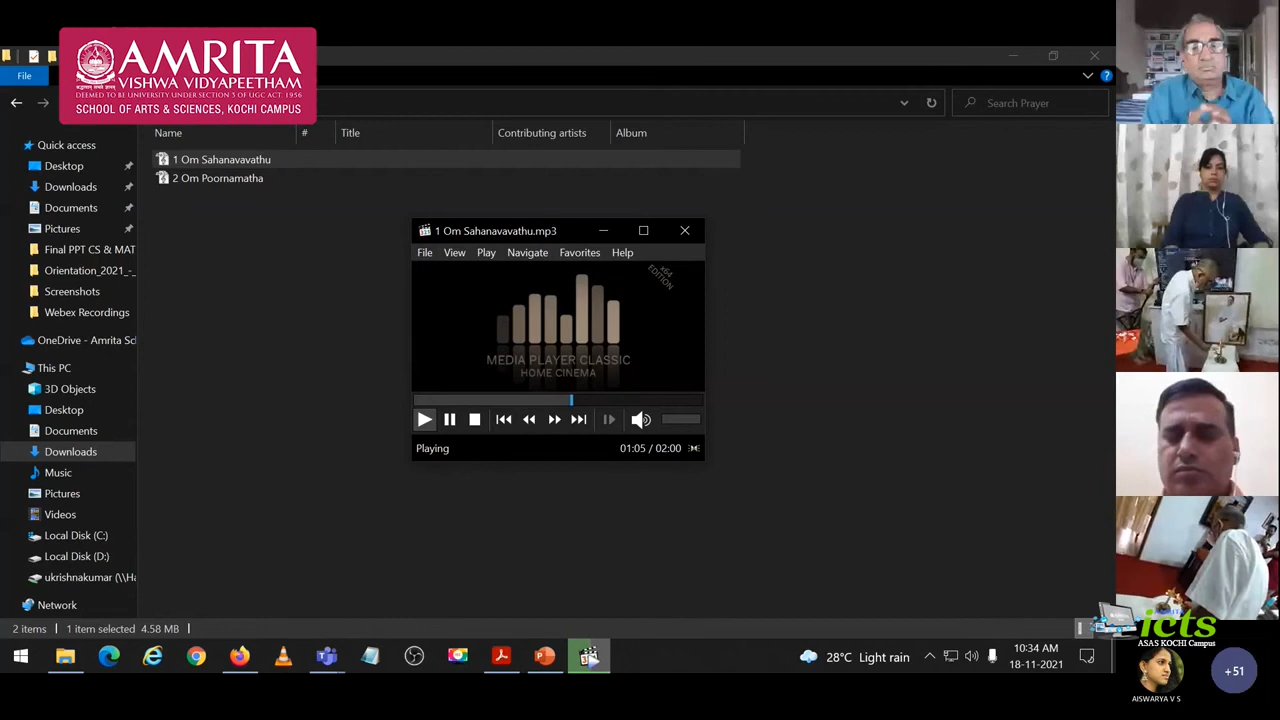 AMRITA
VISHWA VIDYAPEETHAM
DEEMED TO BE UNIVERSITY UNDER SECTION 3 OF UGC ACT, 1956
SCHOOL OF ARTS & SCIENCES, KOCHI CAMPUS
File
?
Search Prayer
Name
#
Title
Contributing artists
Album
Quick access
1 Om Sahanavavathu
Desktop
2 Om Poornamatha
Downloads
Documents
Pictures
1 Om Sahanavavathu.mp3
Final PPT CS & MAT
File View Play Navigate Favorites Help
Orientation_2021_-_
x64
EDITION
Screenshots
Webex Recordings
OneDrive - Amrita Sc
MEDIA PLAYER CLASSIC
HOME CINEMA
This PC
3D Objects
Desktop
Documents
Playing
01:05 / 02:00
Downloads
Music
Pictures
Videos
Local Disk (C:)
Local Disk (D:)
ukrishnakumar (\\Ha
Network
2 items
1 item selected 4.58 MB
AMRITA
icts
ASAS KOCHI Campus
28°C Light rain
10:34 AM
18-11-2021
+51
AISWARYA V S